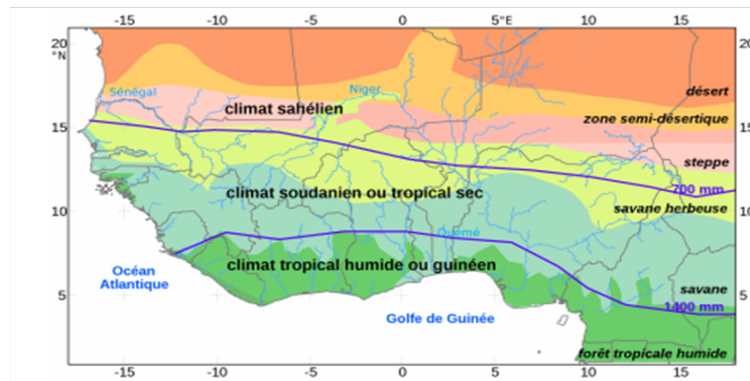 -15 -10 -5 0 5°E 10 15
20 20
°N
désert
Sénégal
Niger
climat sahélien
zone semi-désertique
15 15
steppe
700 mm
climat soudanien ou tropical sec
10 savane herbeuse 10
Ouémé
climat tropical humide ou guinéen
Océan
Atlantique
savane
5 5
1400 mm
Golfe de Guinée
forêt tropicale humide
-15 -10 -5 0 5 10 15